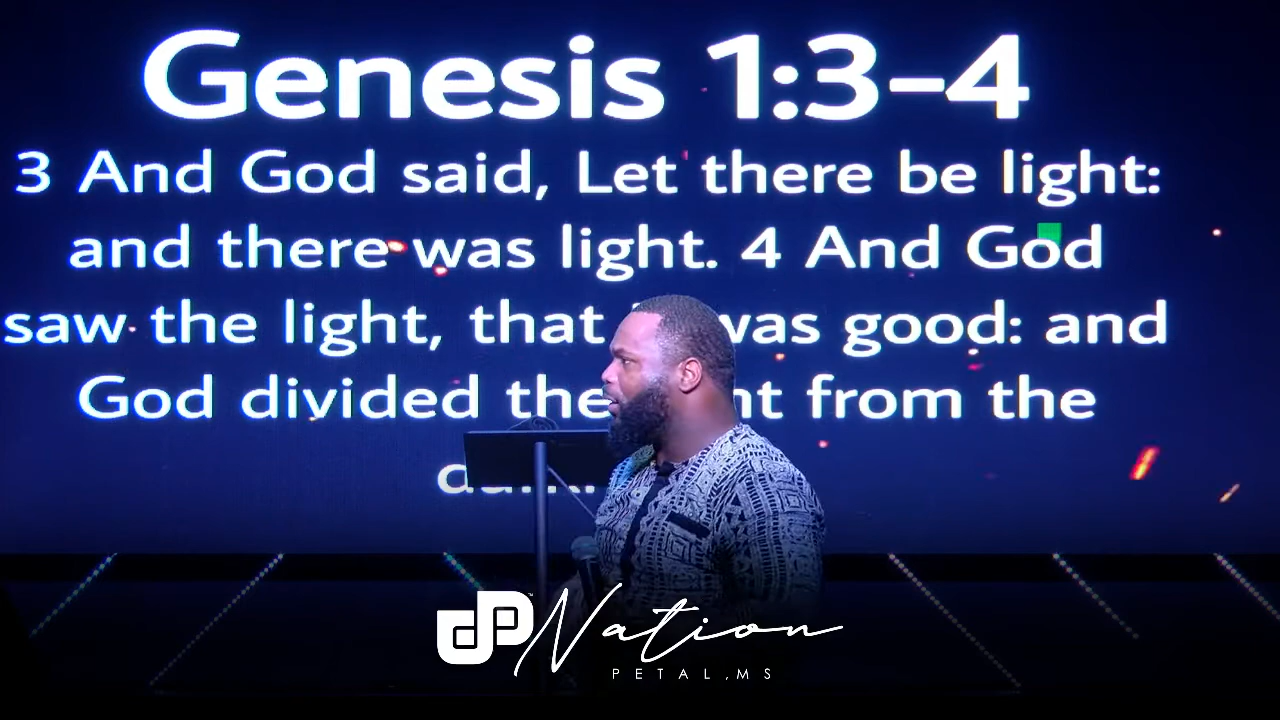 Genesis 1:3-4
3 And God said, Let there be light:
and there was light. 4 And God
saw the light, that was good: and
God divided the from the
dP Nation
PETAL, MS